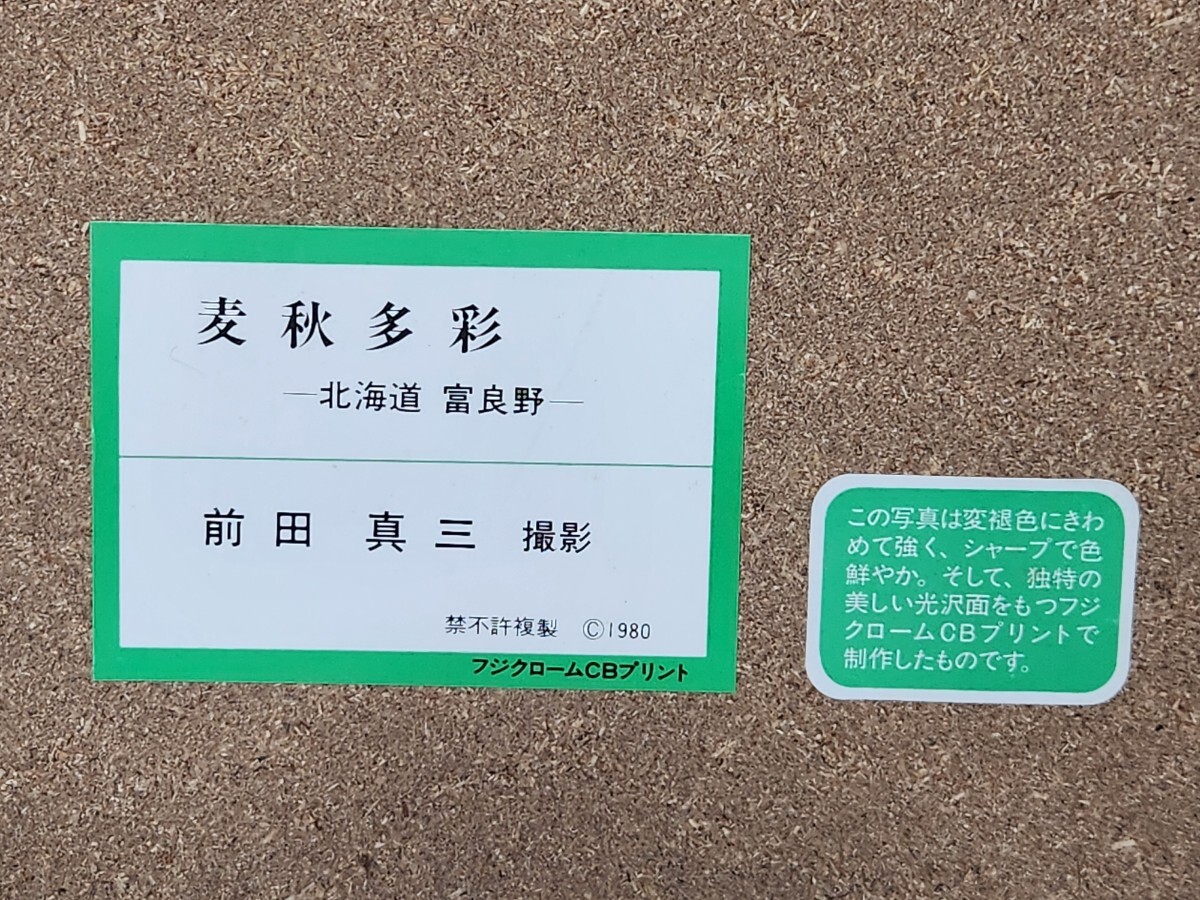 麦秋多彩
—北海道 富良野—
前田 真三 撮影
禁不許複製 ©1980
フジクロームCBプリント
この写真は変褪色にきわ
めて強く、シャープで色
鮮やか。そして、独特の
美しい光沢面をもつフジ
クロームCBプリントで
制作したものです。